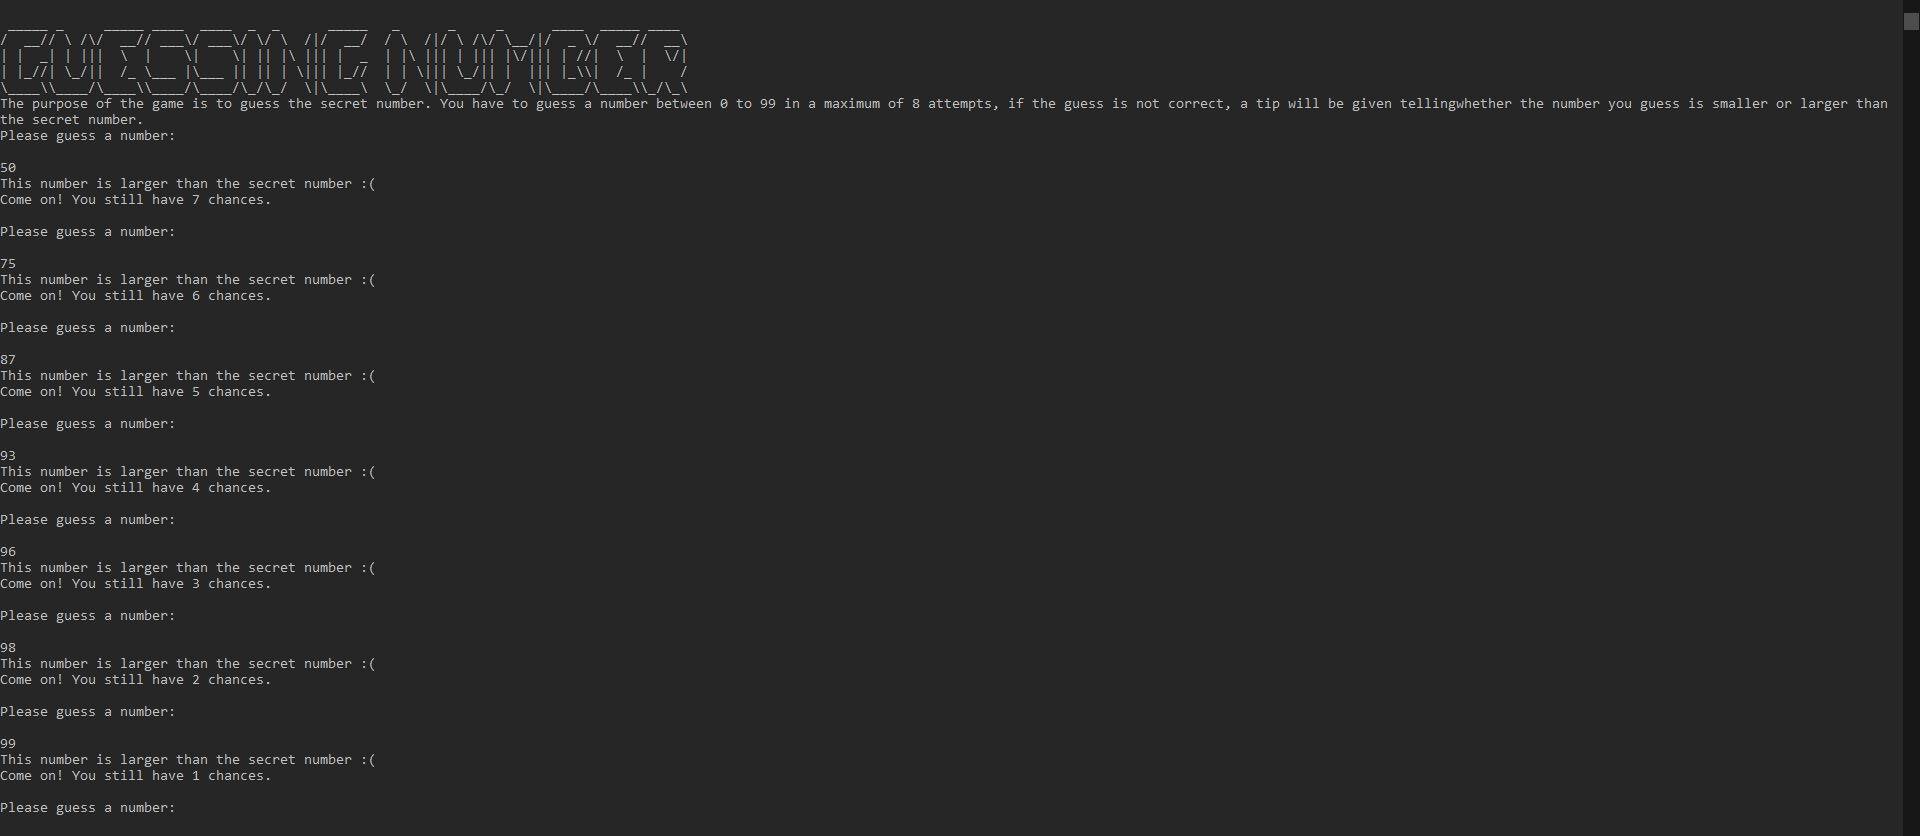 GUESSING NUMBER
The purpose of the game is to guess the secret number. You have to guess a number between 0 to 99 in a maximum of 8 attempts, if the guess is not correct, a tip will be given tellingwhether the number you guess is smaller or larger than
the secret number.
Please guess a number:
50
This number is larger than the secret number :(
Come on! You still have 7 chances.
Please guess a number:
75
This number is larger than the secret number :(
Come on! You still have 6 chances.
Please guess a number:
87
This number is larger than the secret number :(
Come on! You still have 5 chances.
Please guess a number:
93
This number is larger than the secret number :(
Come on! You still have 4 chances.
Please guess a number:
96
This number is larger than the secret number :(
Come on! You still have 3 chances.
Please guess a number:
98
This number is larger than the secret number :(
Come on! You still have 2 chances.
Please guess a number:
99
This number is larger than the secret number :(
Come on! You still have 1 chances.
Please guess a number: